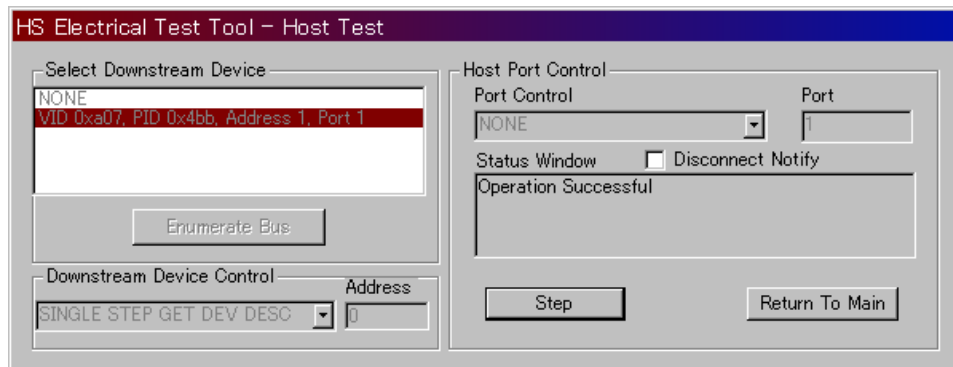 HS Electrical Test Tool - Host Test
Select Downstream Device
NONE
VID 0xa07, PID 0x4bb, Address 1, Port 1
Enumerate Bus
Downstream Device Control
Address
SINGLE STEP GET DEV DESC
0
Host Port Control
Port Control
Port
NONE
1
Status Window
Disconnect Notify
Operation Successful
Step
Return To Main